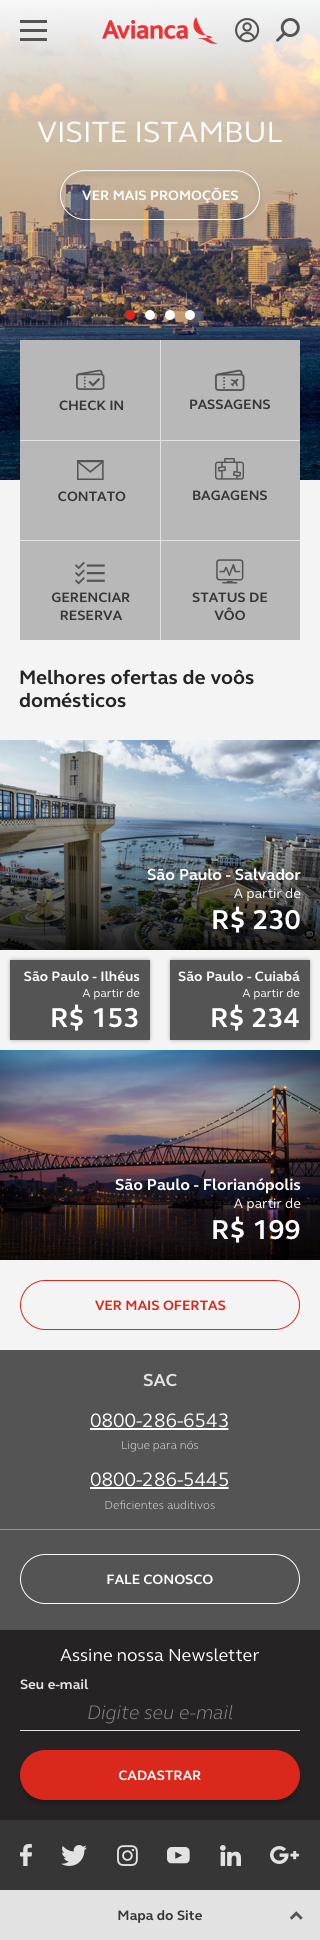 Avianca
VISITE ISTAMBUL
VER MAIS PROMOÇÕES
CHECK IN
PASSAGENS
CONTATO
BAGAGENS
GERENCIAR
RESERVA
STATUS DE
VÔO
Melhores ofertas de voôs
domésticos
São Paulo - Salvador
A partir de
R$ 230
São Paulo - Ilhéus
A partir de
R$ 153
São Paulo - Cuiabá
A partir de
R$ 234
São Paulo - Florianópolis
A partir de
R$ 199
VER MAIS OFERTAS
SAC
0800-286-6543
Ligue para nós
0800-286-5445
Deficientes auditivos
FALE CONOSCO
Assine nossa Newsletter
Seu e-mail
Digite seu e-mail
CADASTRAR
Mapa do Site